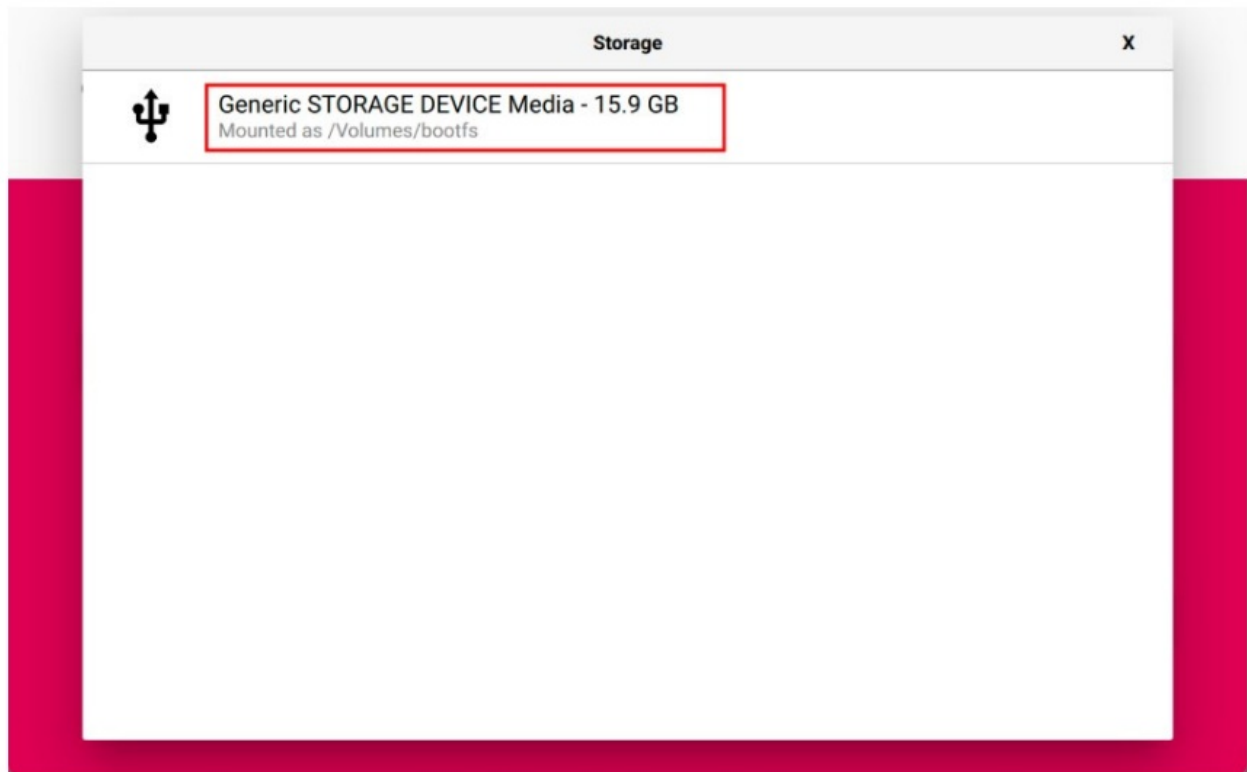 Storage
X
Generic STORAGE DEVICE Media - 15.9 GB
Mounted as /Volumes/bootfs